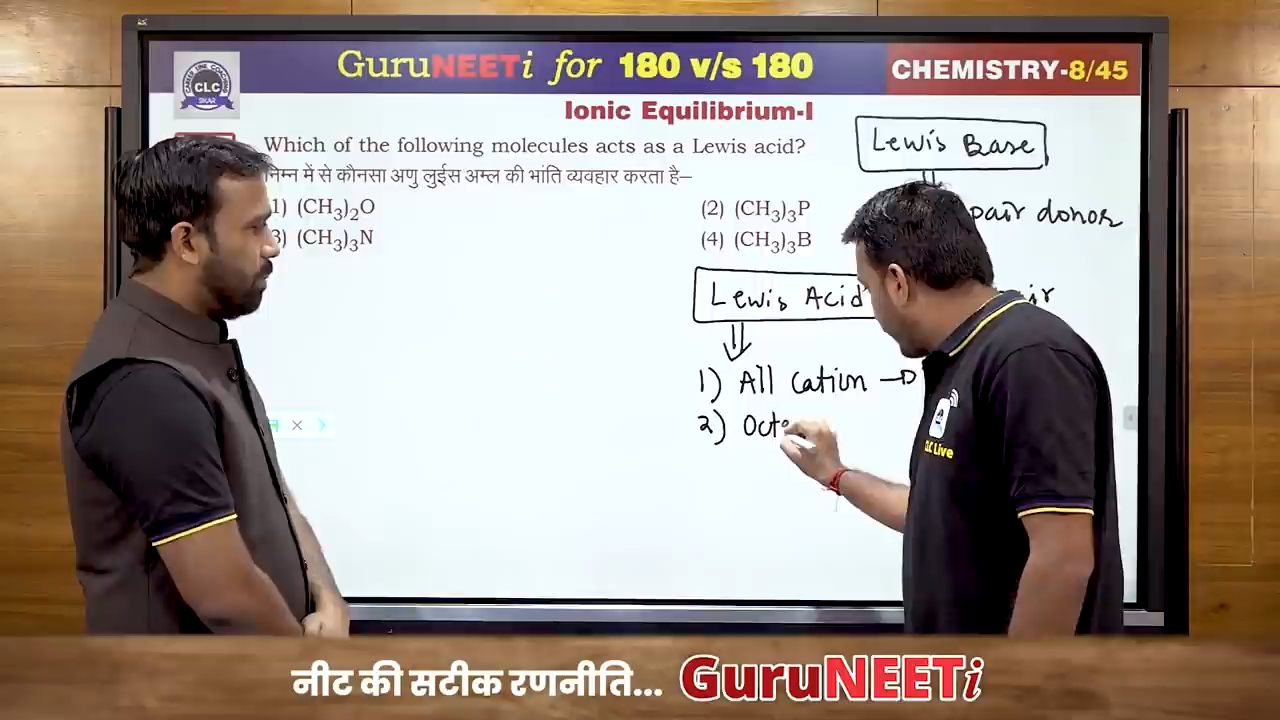 GuruNEETi for 180 v/s 180
CHEMISTRY-8/45
CLC
SIKAR
Ionic Equilibrium-I
Which of the following molecules acts as a Lewis acid?
निम्न में से कौनसा अणु लुईस अम्ल की भांति व्यवहार करता है–
1) (CH₃)₂O
(2) (CH₃)₃P
3) (CH₃)₃N
(4) (CH₃)₃B
Lewis Base
pair donor
Lewis Acid
1) All cation →
2) Octe
CLC Live
नीट की सटीक रणनीति... GuruNEETi